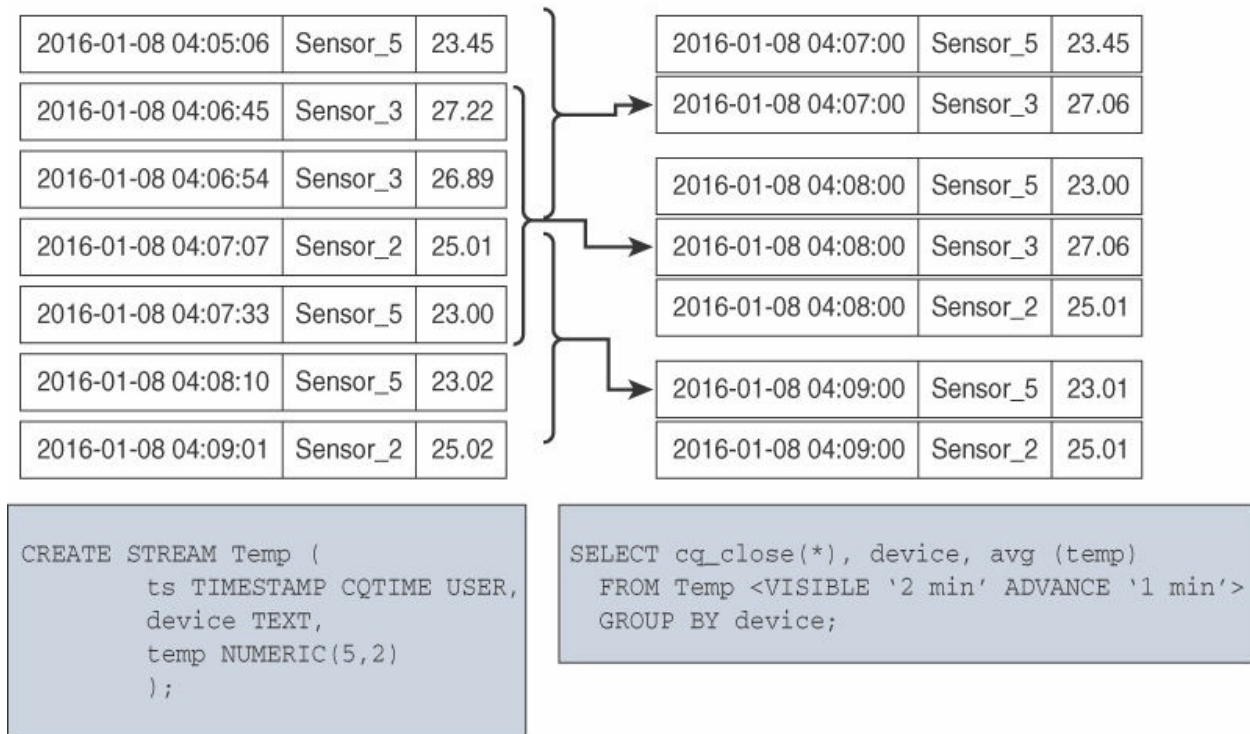 2016-01-08 04:05:06 Sensor_5 23.45
2016-01-08 04:06:45 Sensor_3 27.22
2016-01-08 04:06:54 Sensor_3 26.89
2016-01-08 04:07:07 Sensor_2 25.01
2016-01-08 04:07:33 Sensor_5 23.00
2016-01-08 04:08:10 Sensor_5 23.02
2016-01-08 04:09:01 Sensor_2 25.02
2016-01-08 04:07:00 Sensor_5 23.45
2016-01-08 04:07:00 Sensor_3 27.06
2016-01-08 04:08:00 Sensor_5 23.00
2016-01-08 04:08:00 Sensor_3 27.06
2016-01-08 04:08:00 Sensor_2 25.01
2016-01-08 04:09:00 Sensor_5 23.01
2016-01-08 04:09:00 Sensor_2 25.01
CREATE STREAM Temp (
ts TIMESTAMP CQTIME USER,
device TEXT,
temp NUMERIC(5,2)
);
SELECT cq_close(*), device, avg (temp)
FROM Temp <VISIBLE ‘2 min’ ADVANCE ‘1 min’>
GROUP BY device;